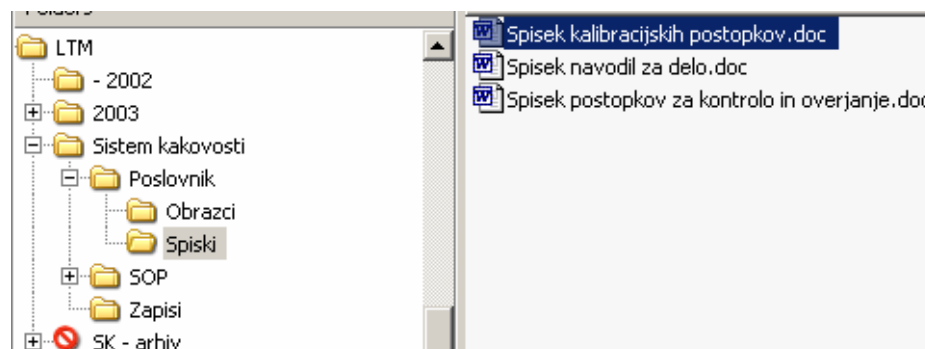 Folders
LTM
- 2002
2003
Sistem kakovosti
Poslovnik
Obrazci
Spiski
SOP
Zapisi
SK - arhiv
Spisek kalibracijskih postopkov.doc
Spisek navodil za delo.doc
Spisek postopkov za kontrolo in overjanje.doc